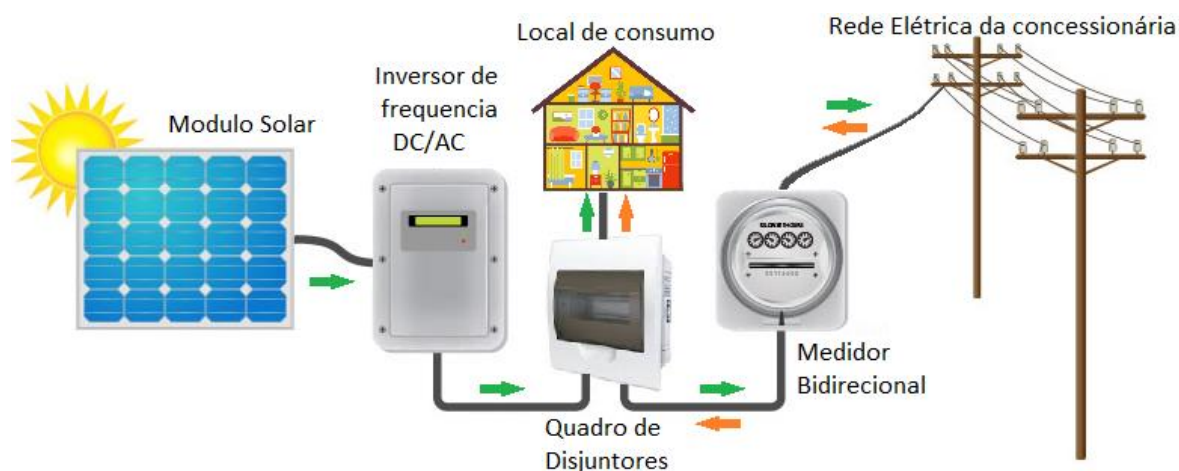 Rede Elétrica da concessionária
Local de consumo
Inversor de
frequencia
DC/AC
Modulo Solar
Medidor
Bidirecional
Quadro de
Disjuntores